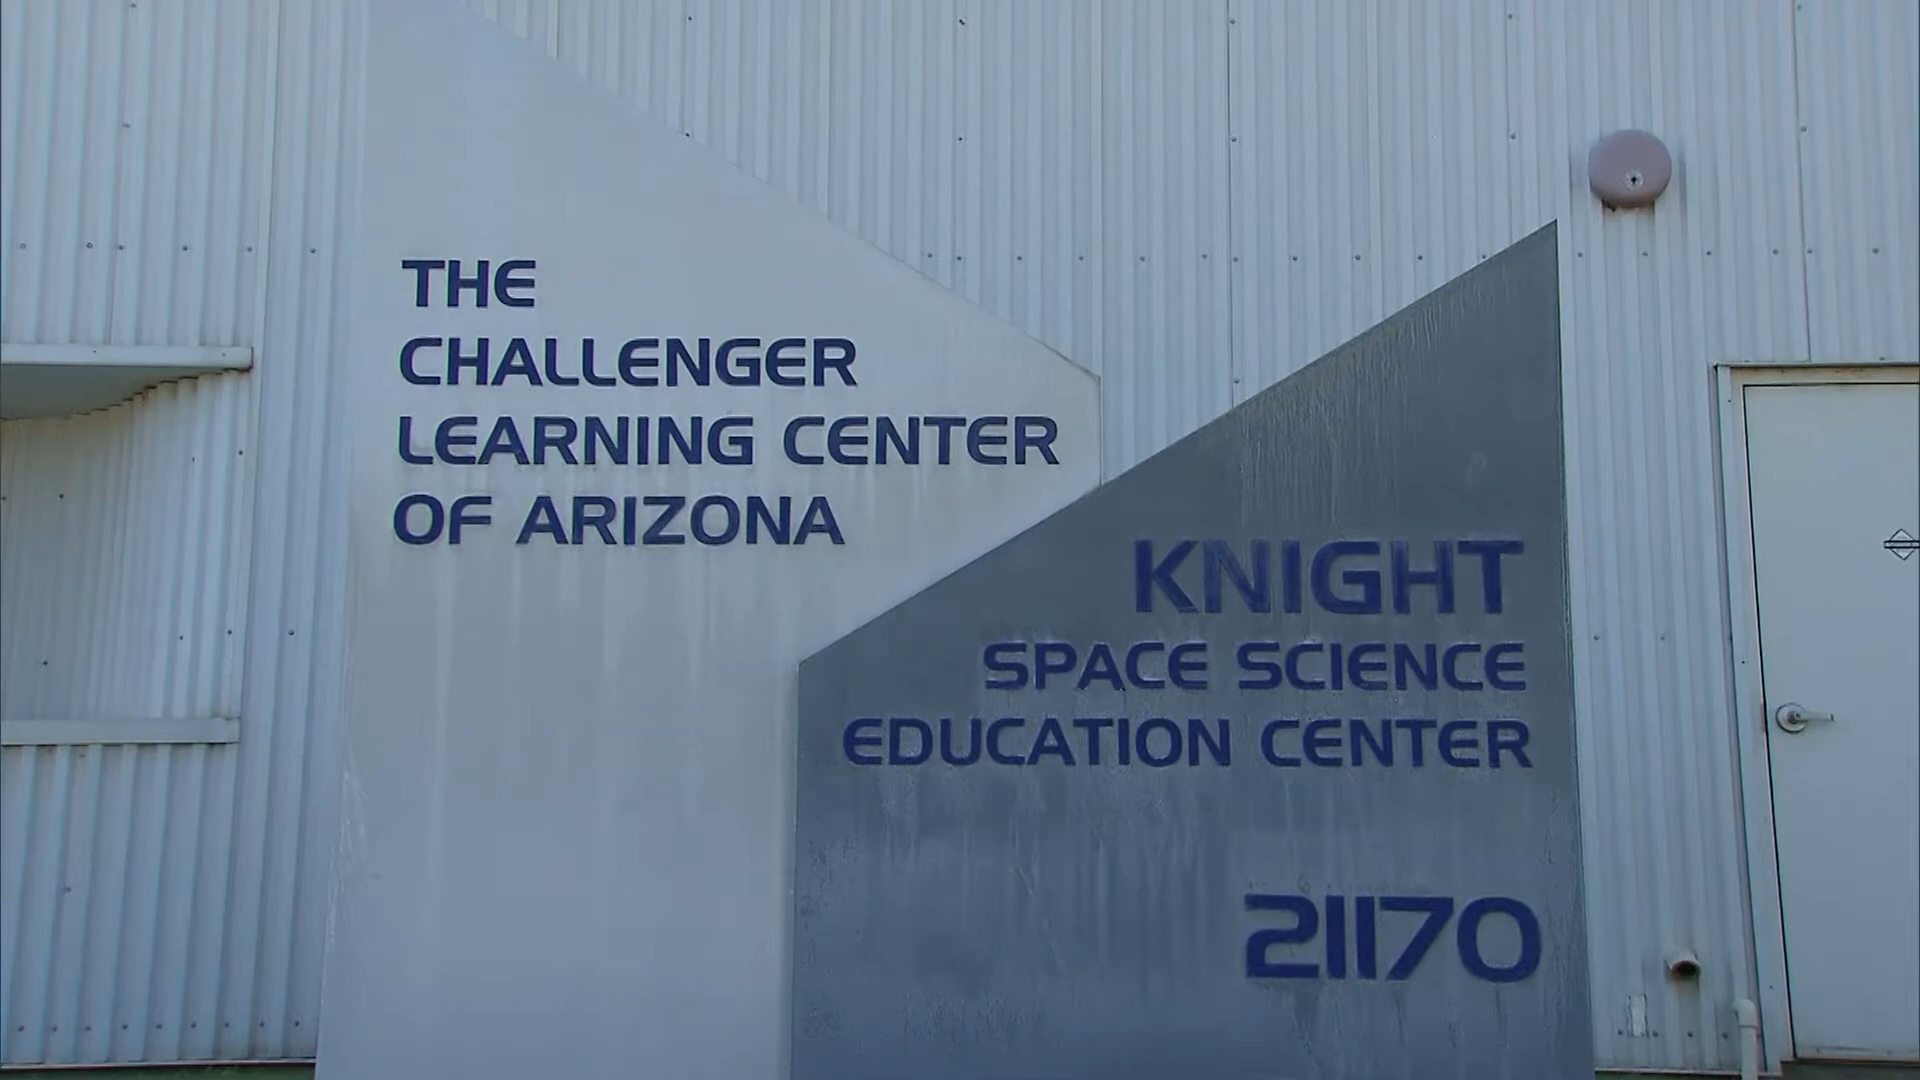 THE
CHALLENGER
LEARNING CENTER
OF ARIZONA
KNIGHT
SPACE SCIENCE
EDUCATION CENTER
21170